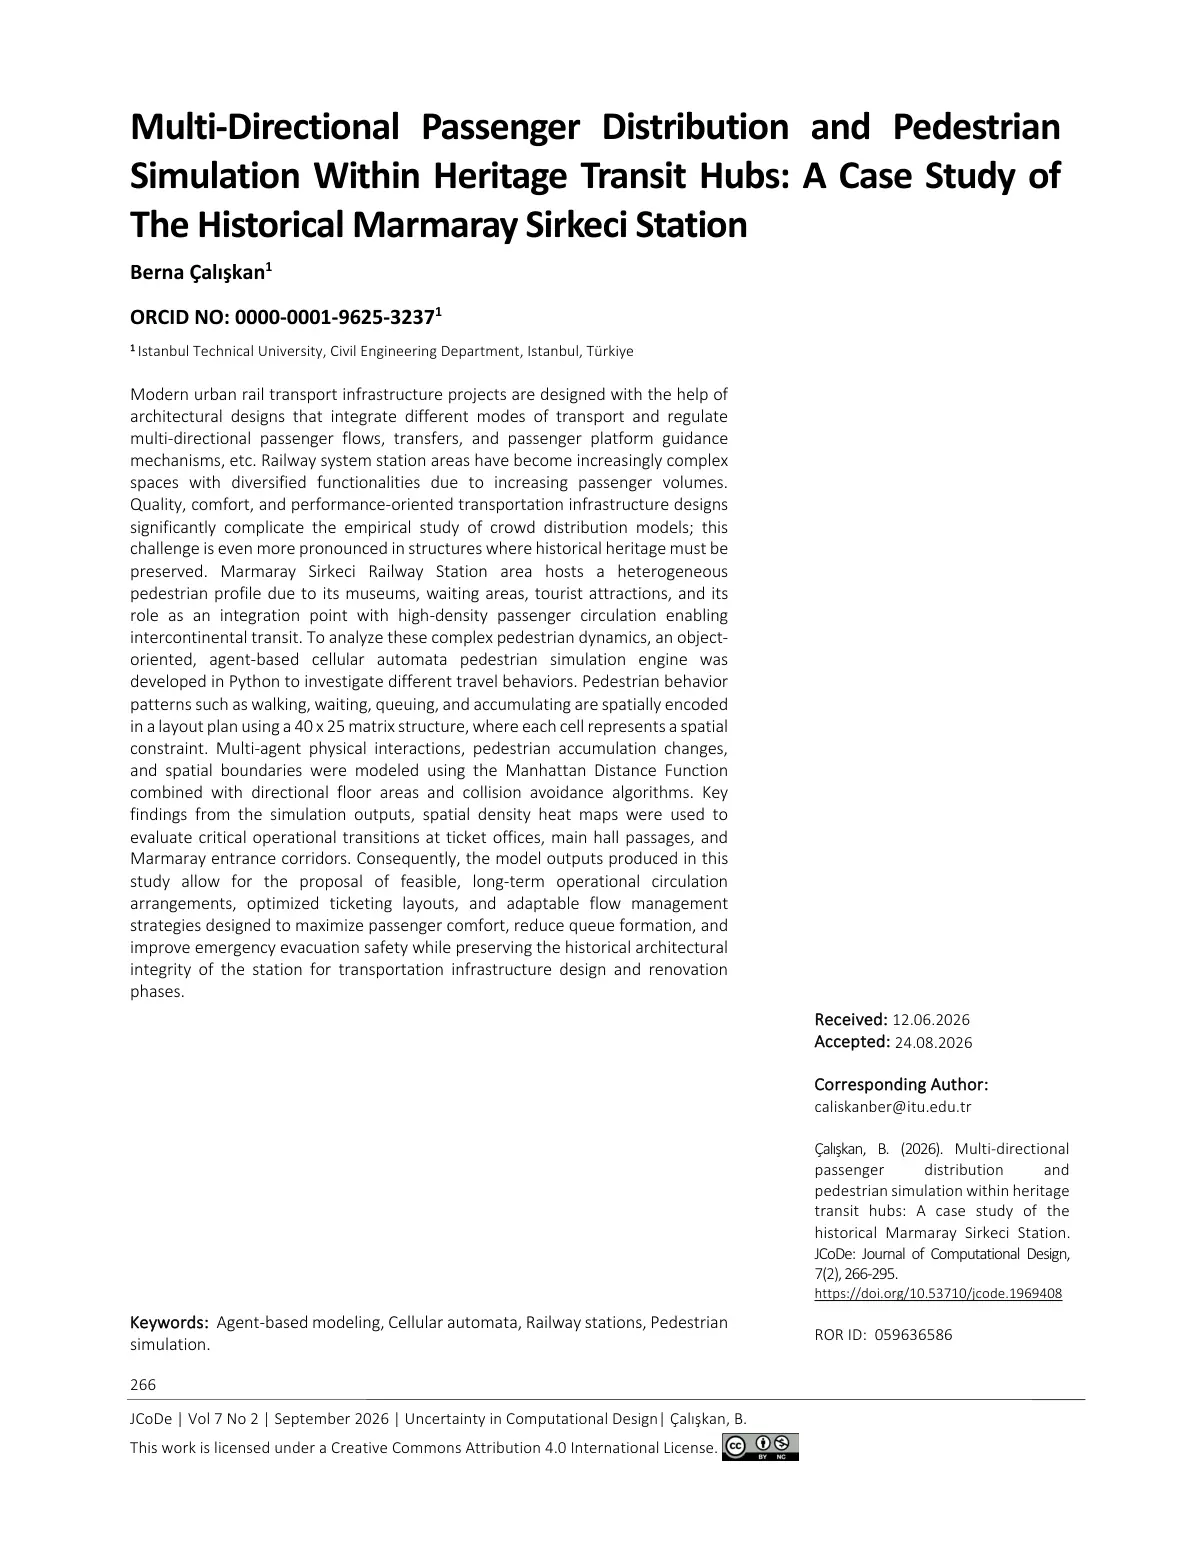 Multi-Directional Passenger Distribution and Pedestrian
Simulation Within Heritage Transit Hubs: A Case Study of
The Historical Marmaray Sirkeci Station
Berna Çalışkan1
ORCID NO: 0000-0001-9625-32371
1 Istanbul Technical University, Civil Engineering Department, Istanbul, Türkiye
Modern urban rail transport infrastructure projects are designed with the help of
architectural designs that integrate different modes of transport and regulate
multi-directional passenger flows, transfers, and passenger platform guidance
mechanisms, etc. Railway system station areas have become increasingly complex
spaces with diversified functionalities due to increasing passenger volumes.
Quality, comfort, and performance-oriented transportation infrastructure designs
significantly complicate the empirical study of crowd distribution models; this
challenge is even more pronounced in structures where historical heritage must be
preserved. Marmaray Sirkeci Railway Station area hosts a heterogeneous
pedestrian profile due to its museums, waiting areas, tourist attractions, and its
role as an integration point with high-density passenger circulation enabling
intercontinental transit. To analyze these complex pedestrian dynamics, an object-
oriented, agent-based cellular automata pedestrian simulation engine was
developed in Python to investigate different travel behaviors. Pedestrian behavior
patterns such as walking, waiting, queuing, and accumulating are spatially encoded
in a layout plan using a 40 x 25 matrix structure, where each cell represents a spatial
constraint. Multi-agent physical interactions, pedestrian accumulation changes,
and spatial boundaries were modeled using the Manhattan Distance Function
combined with directional floor areas and collision avoidance algorithms. Key
findings from the simulation outputs, spatial density heat maps were used to
evaluate critical operational transitions at ticket offices, main hall passages, and
Marmaray entrance corridors. Consequently, the model outputs produced in this
study allow for the proposal of feasible, long-term operational circulation
arrangements, optimized ticketing layouts, and adaptable flow management
strategies designed to maximize passenger comfort, reduce queue formation, and
improve emergency evacuation safety while preserving the historical architectural
integrity of the station for transportation infrastructure design and renovation
phases.
Received: 12.06.2026
Accepted: 24.08.2026
Corresponding Author:
caliskanber@itu.edu.tr
Çalışkan, B. (2026). Multi-directional
passenger distribution and
pedestrian simulation within heritage
transit hubs: A case study of the
historical Marmaray Sirkeci Station.
JCoDe: Journal of Computational Design,
7(2), 266-295.
https://doi.org/10.53710/jcode.1969408
ROR ID: 059636586
Keywords: Agent-based modeling, Cellular automata, Railway stations, Pedestrian
simulation.
266
JCoDe | Vol 7 No 2 | September 2026 | Uncertainty in Computational Design| Çalışkan, B.
This work is licensed under a Creative Commons Attribution 4.0 International License.
cc BY NC